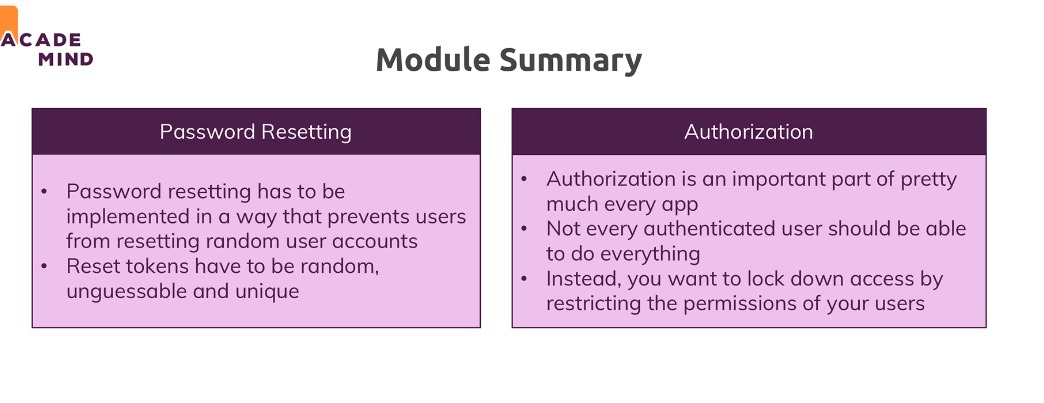 ACADE
MIND
Module Summary
Password Resetting
• Password resetting has to be
implemented in a way that prevents users
from resetting random user accounts
• Reset tokens have to be random,
unguessable and unique
Authorization
• Authorization is an important part of pretty
much every app
• Not every authenticated user should be able
to do everything
• Instead, you want to lock down access by
restricting the permissions of your users